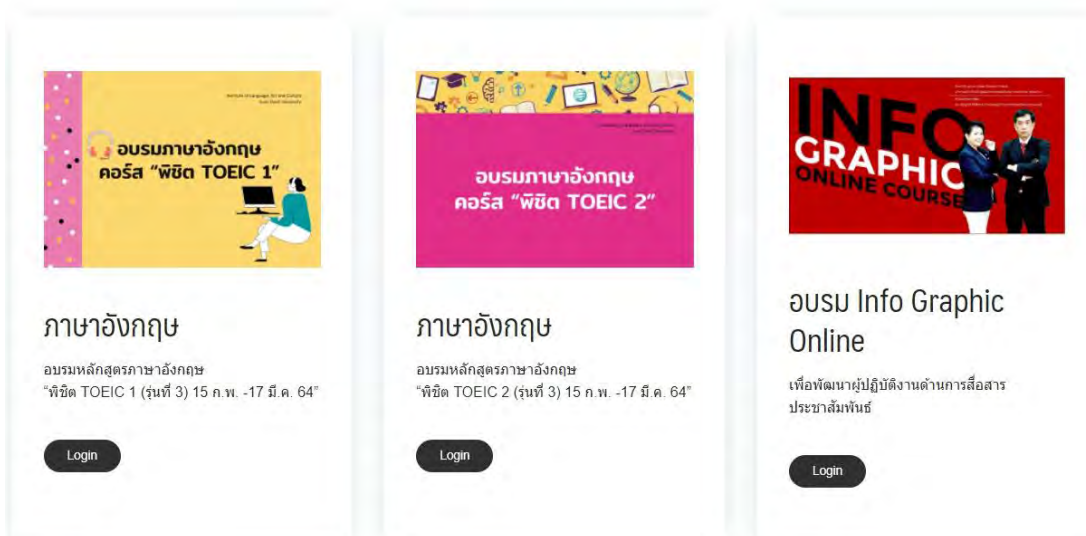 อบรมภาษาอังกฤษ
คอร์ส “พิชิต TOEIC 1”
ภาษาอังกฤษ
อบรมหลักสูตรภาษาอังกฤษ
“พิชิต TOEIC 1 (รุ่นที่ 3) 15 ก.พ. -17 มี.ค. 64”
Login
อบรมภาษาอังกฤษ
คอร์ส “พิชิต TOEIC 2”
ภาษาอังกฤษ
อบรมหลักสูตรภาษาอังกฤษ
“พิชิต TOEIC 2 (รุ่นที่ 3) 15 ก.พ. -17 มี.ค. 64”
Login
INFO
GRAPHIC
ONLINE COURSE
อบรม Info Graphic
Online
เพื่อพัฒนาผู้ปฏิบัติงานด้านการสื่อสาร
ประชาสัมพันธ์
Login